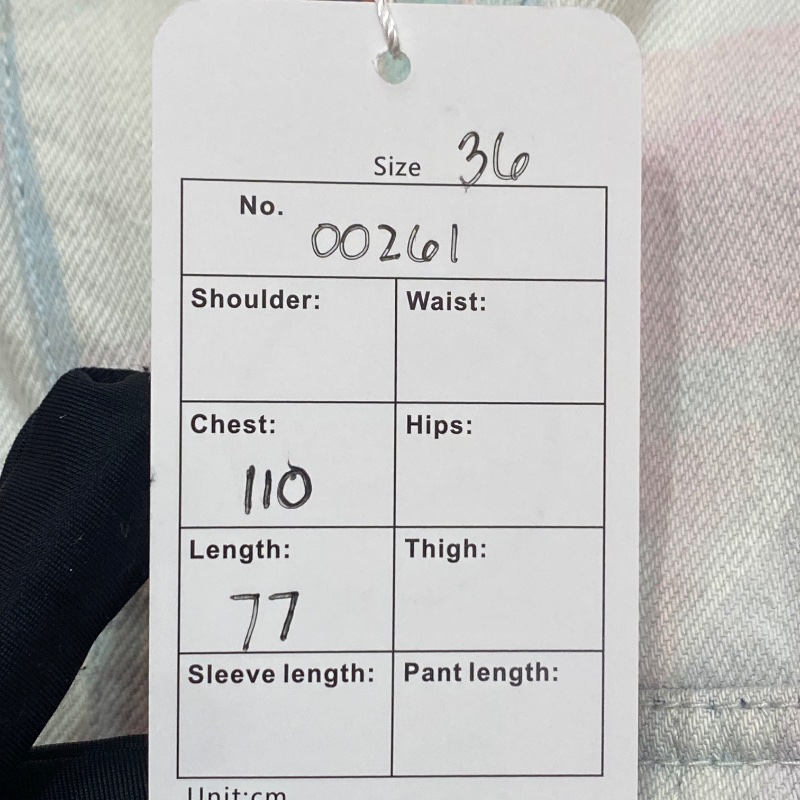 Size 36
No. 00261
Shoulder: Waist:
Chest: 110 Hips:
Length: 77 Thigh:
Sleeve length: Pant length:
Unit:cm